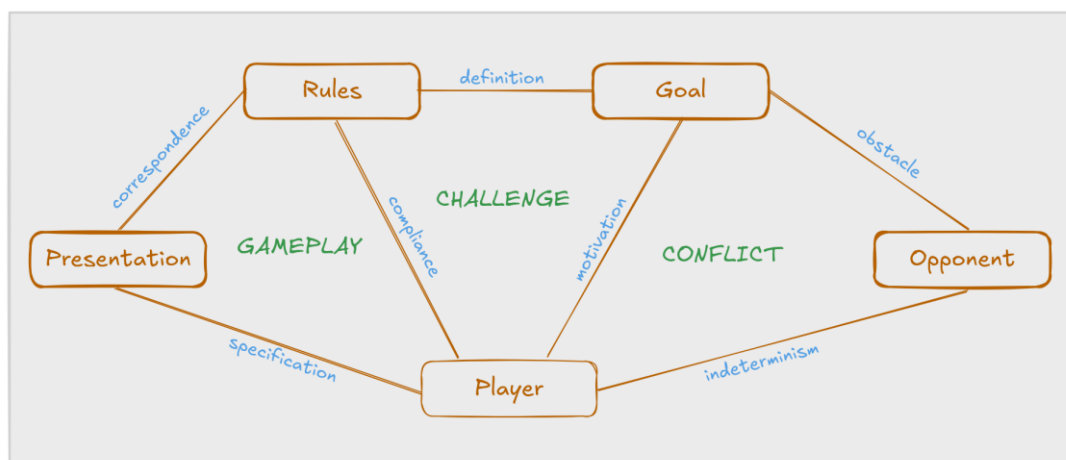 definition
Rules
Goal
correspondence
obstacle
CHALLENGE
compliance
motivation
GAMEPLAY
CONFLICT
Presentation
Opponent
specification
indeterminism
Player